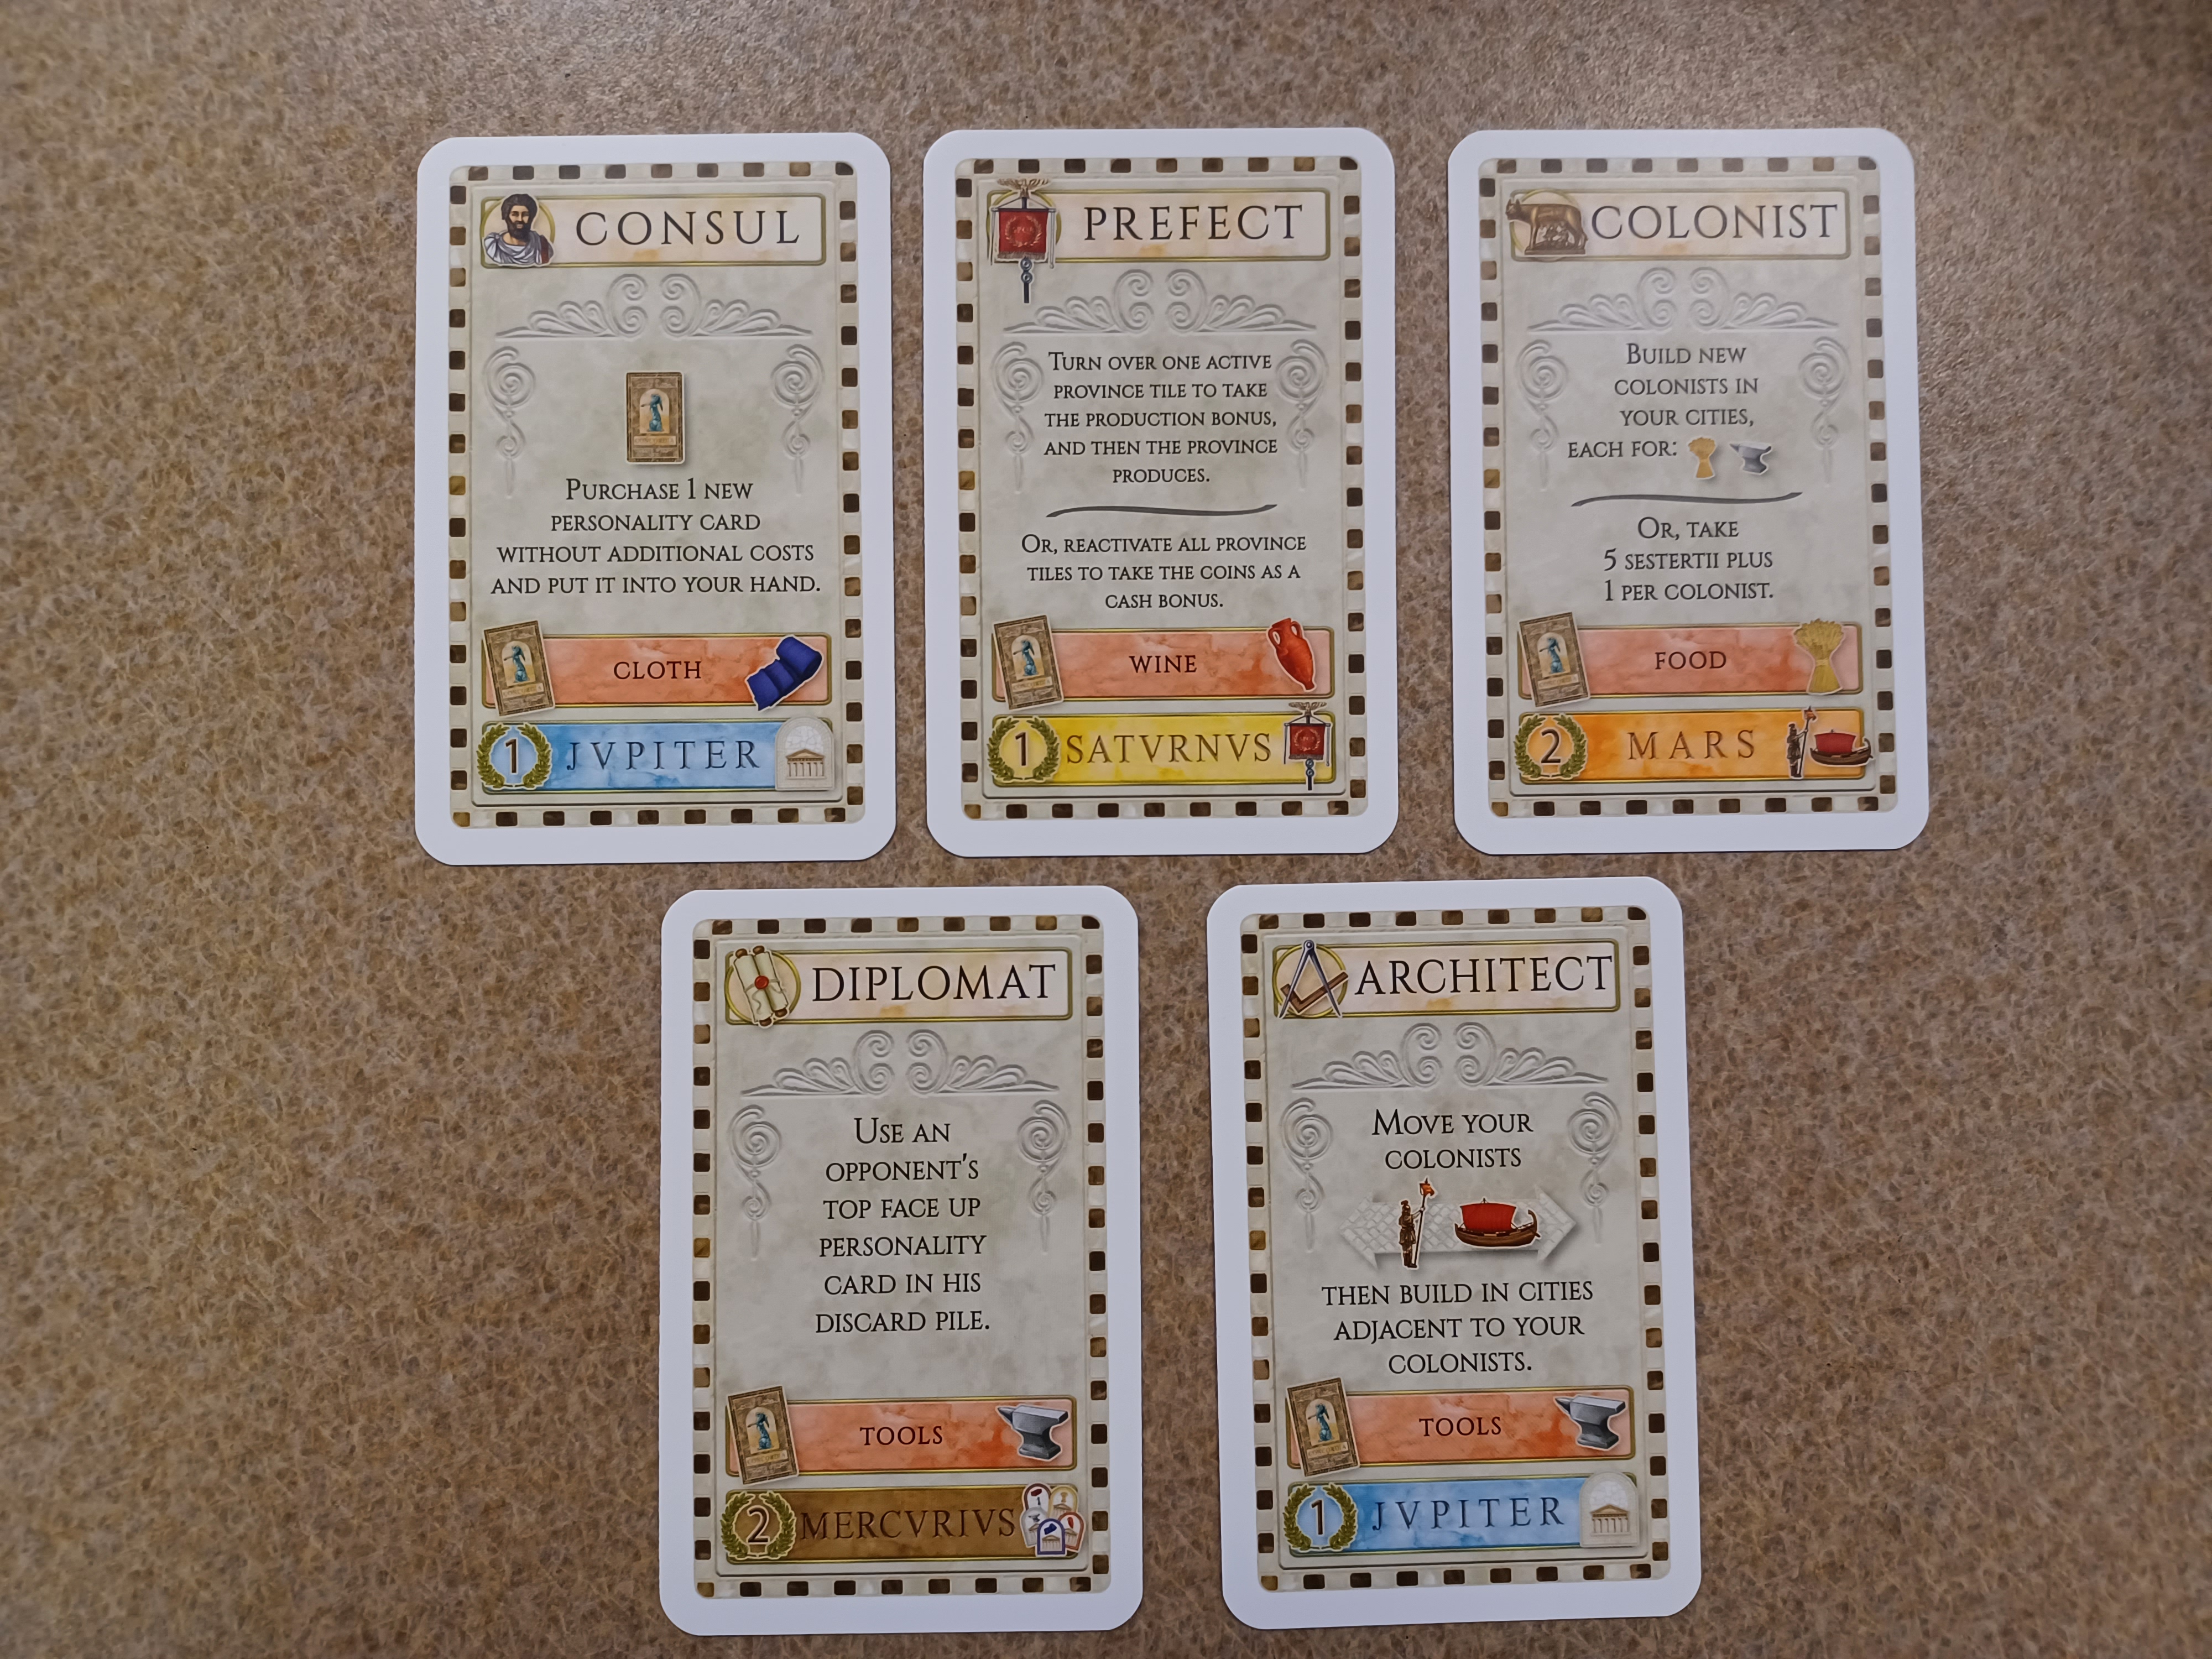 CONSUL
PURCHASE 1 NEW
PERSONALITY CARD
WITHOUT ADDITIONAL COSTS
AND PUT IT INTO YOUR HAND.
CLOTH
1 JVPITER
PREFECT
TURN OVER ONE ACTIVE
PROVINCE TILE TO TAKE
THE PRODUCTION BONUS,
AND THEN THE PROVINCE
PRODUCES.
OR, REACTIVATE ALL PROVINCE
TILES TO TAKE THE COINS AS A
CASH BONUS.
WINE
1 SATVRNVS
COLONIST
BUILD NEW
COLONISTS IN
YOUR CITIES,
EACH FOR:
OR, TAKE
5 SESTERTII PLUS
1 PER COLONIST.
FOOD
2 MARS
DIPLOMAT
USE AN
OPPONENT'S
TOP FACE UP
PERSONALITY
CARD IN HIS
DISCARD PILE.
TOOLS
2 MERCVRIVS
ARCHITECT
MOVE YOUR
COLONISTS
THEN BUILD IN CITIES
ADJACENT TO YOUR
COLONISTS.
TOOLS
1 JVPITER